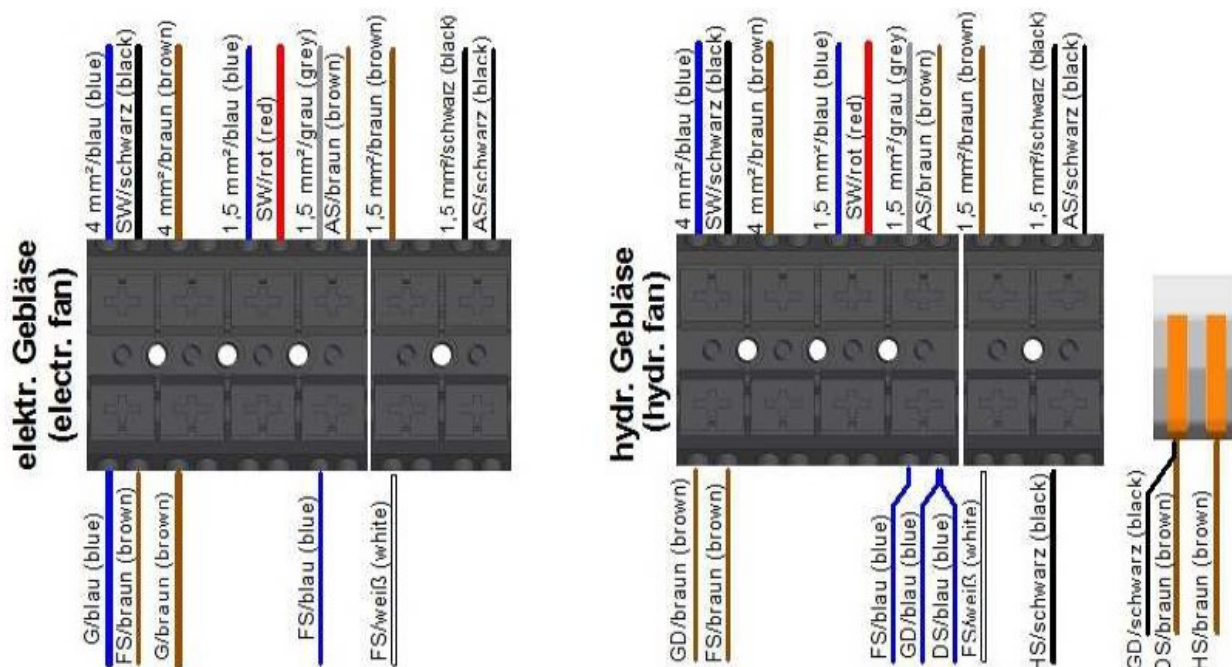 elektr. Gebläse
(electr. fan)
4 mm²/blau (blue)
SW/schwarz (black)
4 mm²/braun (brown)
1,5 mm²/blau (blue)
SW/rot (red)
1,5 mm²/grau (grey)
AS/braun (brown)
1,5 mm²/braun (brown)
1,5 mm²/schwarz (black)
AS/schwarz (black)
G/blau (blue)
FS/braun (brown)
G/braun (brown)
FS/blau (blue)
FS/weiß (white)
hydr. Gebläse
(hydr. fan)
4 mm²/blau (blue)
SW/schwarz (black)
4 mm²/braun (brown)
1,5 mm²/blau (blue)
SW/rot (red)
1,5 mm²/grau (grey)
AS/braun (brown)
1,5 mm²/braun (brown)
1,5 mm²/schwarz (black)
AS/schwarz (black)
GD/braun (brown)
FS/braun (brown)
FS/blau (blue)
GD/blau (blue)
DS/blau (blue)
FS/weiß (white)
HS/schwarz (black)
GD/schwarz (black)
DS/braun (brown)
HS/braun (brown)